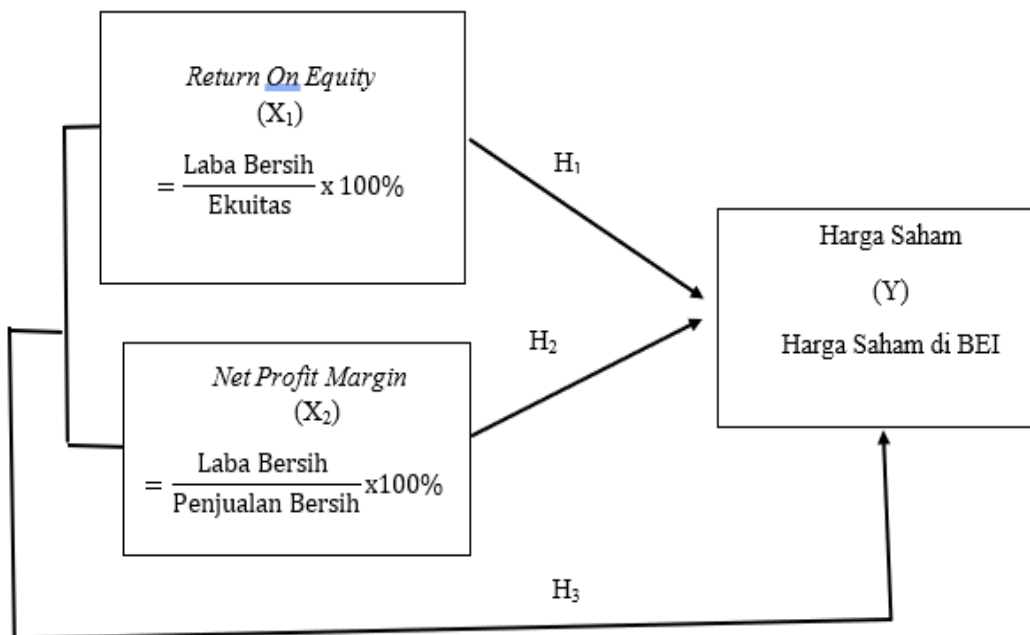 Return On Equity
(X₁)
= Laba Bersih / Ekuitas x 100%
H₁
Harga Saham
(Y)
Harga Saham di BEI
H₂
Net Profit Margin
(X₂)
= Laba Bersih / Penjualan Bersih x100%
H₃